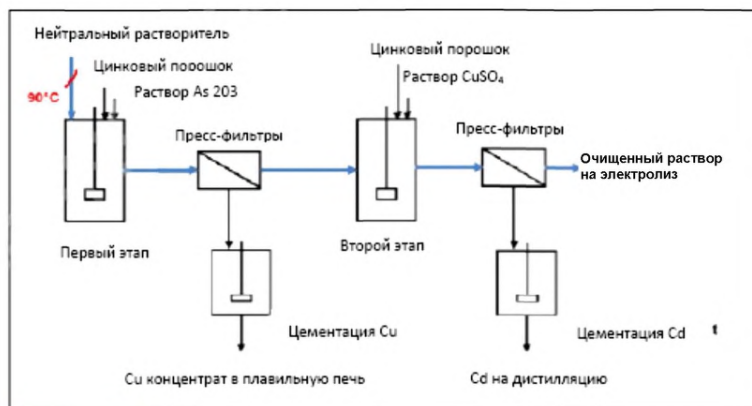 Нейтральный растворитель
Цинковый порошок
Раствор As 203
90°C
Пресс-фильтры
Первый этап
Цементация Cu
Cu концентрат в плавильную печь
Цинковый порошок
Раствор CuSO₄
Пресс-фильтры
Очищенный раствор
на электролиз
Второй этап
Цементация Cd
t
Cd на дистилляцию